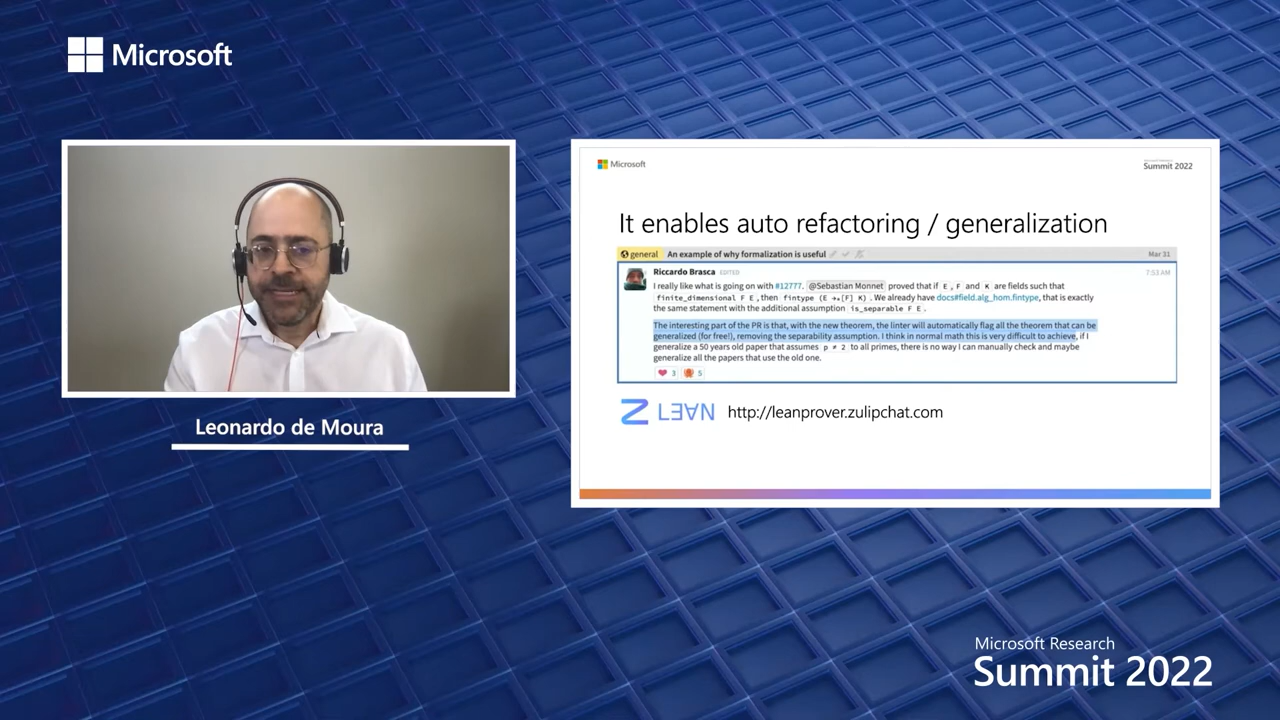 Microsoft
Leonardo de Moura
Microsoft
Microsoft Research
Summit 2022
It enables auto refactoring / generalization
general An example of why formalization is useful Mar 31
Riccardo Brasca EDITED 7:53 AM
I really like what is going on with #12777. @Sebastian Monnet proved that if E, F and K are fields such that
finite_dimensional F E, then fintype (E →ₐ[F] K). We already have docs#field.alg_hom.fintype, that is exactly
the same statement with the additional assumption is_separable F E.
The interesting part of the PR is that, with the new theorem, the linter will automatically flag all the theorem that can be
generalized (for free!), removing the separability assumption. I think in normal math this is very difficult to achieve, if I
generalize a 50 years old paper that assumes p ≠ 2 to all primes, there is no way I can manually check and maybe
generalize all the papers that use the old one.
3 5
L∃∀N http://leanprover.zulipchat.com
Microsoft Research
Summit 2022